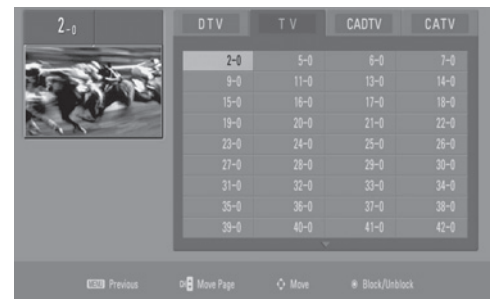 2-0
DTV TV CADTV CATV
2-0 5-0 6-0 7-0
9-0 11-0 13-0 14-0
15-0 16-0 17-0 18-0
19-0 20-0 21-0 22-0
23-0 24-0 25-0 26-0
27-0 28-0 29-0 30-0
31-0 32-0 33-0 34-0
35-0 36-0 37-0 38-0
39-0 40-0 41-0 42-0
MENU Previous CH Move Page Move Block/Unblock